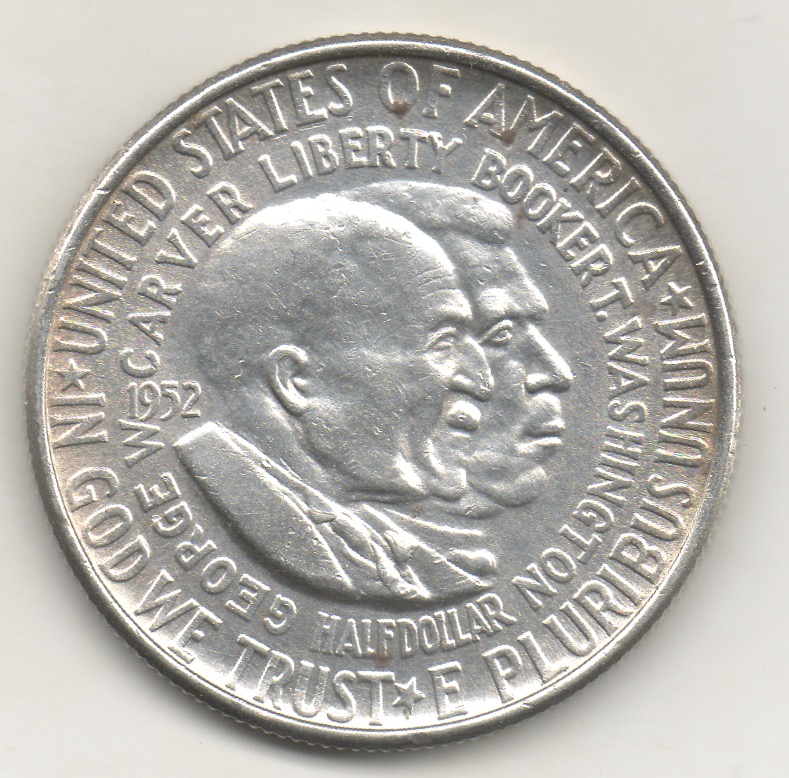 UNITED STATES OF AMERICA
★ E PLURIBUS UNUM ★
IN GOD WE TRUST ★
GEORGE W CARVER LIBERTY BOOKER T. WASHINGTON
1952
HALF DOLLAR